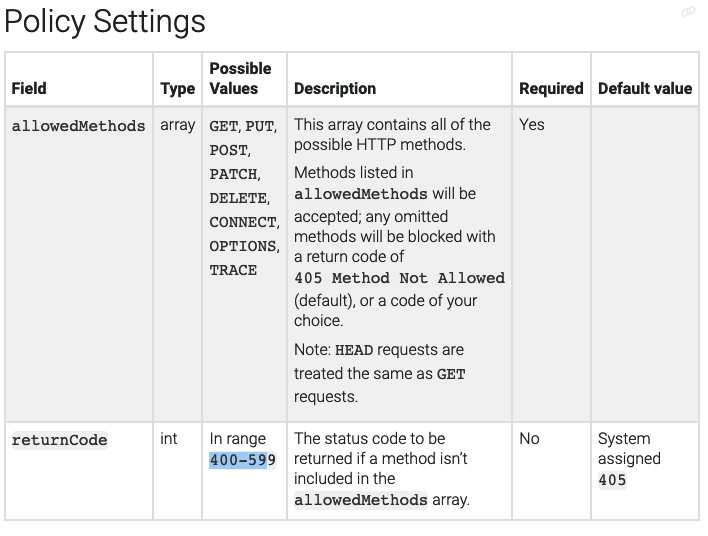 Policy Settings
Field
Type
Possible
Values
Description
Required
Default value
allowedMethods
array
GET, PUT,
POST,
PATCH,
DELETE,
CONNECT,
OPTIONS,
TRACE
This array contains all of the
possible HTTP methods.
Methods listed in
allowedMethods will be
accepted; any omitted
methods will be blocked with
a return code of
405 Method Not Allowed
(default), or a code of your
choice.
Note: HEAD requests are
treated the same as GET
requests.
Yes
returnCode
int
In range
400-599
The status code to be
returned if a method isn't
included in the
allowedMethods array.
No
System
assigned
405